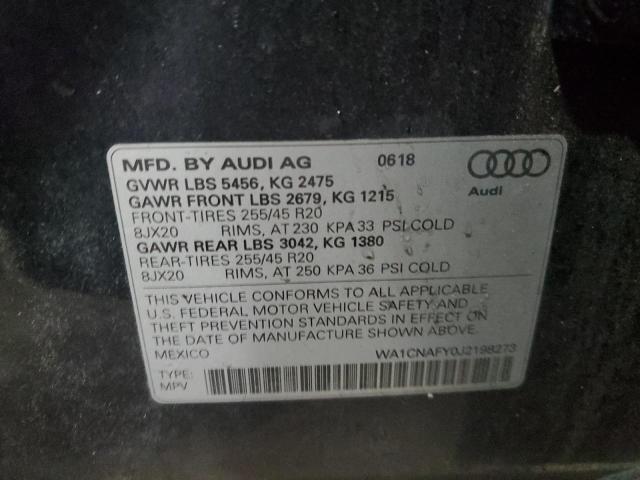 MFD. BY AUDI AG 0618
Audi
GVWR LBS 5456, KG 2475
GAWR FRONT LBS 2679, KG 1215
FRONT-TIRES 255/45 R20
8JX20 RIMS, AT 230 KPA 33 PSI COLD
GAWR REAR LBS 3042, KG 1380
REAR-TIRES 255/45 R20
8JX20 RIMS, AT 250 KPA 36 PSI COLD
THIS VEHICLE CONFORMS TO ALL APPLICABLE
U.S. FEDERAL MOTOR VEHICLE SAFETY AND
THEFT PREVENTION STANDARDS IN EFFECT ON
THE DATE OF MANUFACTURE SHOWN ABOVE.
MEXICO WA1CNAFY0J2198273
TYPE:
MPV